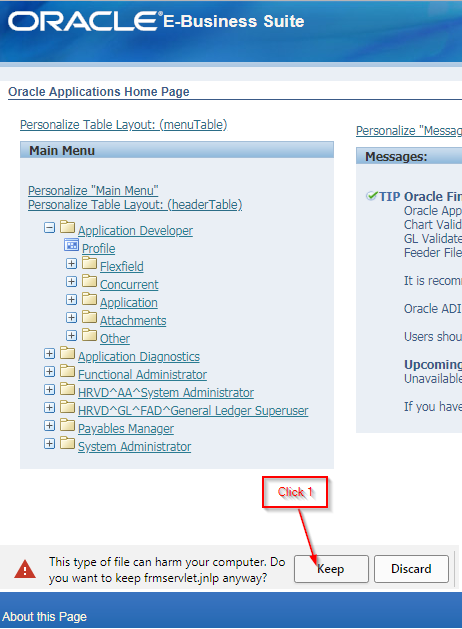 ORACLE® E-Business Suite
Oracle Applications Home Page
Personalize Table Layout: (menuTable)
Main Menu
Personalize "Main Menu"
Personalize Table Layout: (headerTable)
Application Developer
Profile
Flexfield
Concurrent
Application
Attachments
Other
Application Diagnostics
Functional Administrator
HRVD^AA^System Administrator
HRVD^GL^FAD^General Ledger Superuser
Payables Manager
System Administrator
Personalize "Messag
Messages:
TIP Oracle Fin
Oracle App
Chart Valid
GL Validate
Feeder File
It is recom
Oracle ADI
Users shou
Upcoming
Unavailable
If you have
Click 1
This type of file can harm your computer. Do
you want to keep frmservlet.jnlp anyway?
Keep
Discard
About this Page